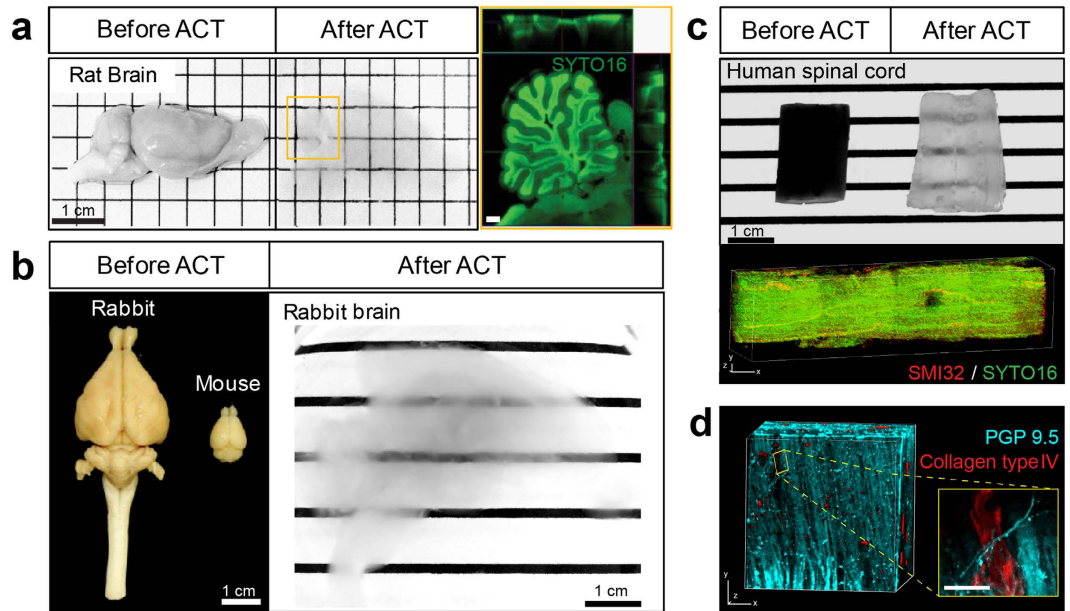 a
Before ACT
After ACT
Rat Brain
1 cm
SYTO16
b
Before ACT
After ACT
Rabbit
Mouse
1 cm
Rabbit brain
1 cm
c
Before ACT
After ACT
Human spinal cord
1 cm
y
z
x
SMI32 / SYTO16
d
PGP 9.5
Collagen type IV
y
z
x